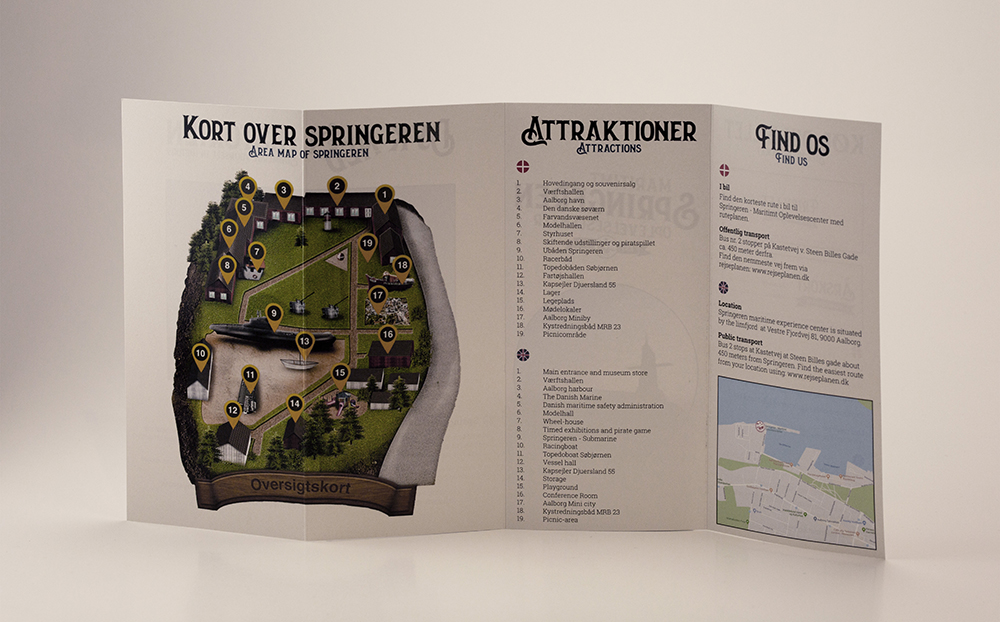 KORT OVER SPRINGEREN
AREA MAP OF SPRINGEREN
4
3
2
1
5
6
19
7
8
18
17
9
16
13
10
15
11
14
12
Oversigtskort
ATTRAKTIONER
ATTRACTIONS
1. Hovedingang og souvenirsalg
2. Værftshallen
3. Aalborg havn
4. Den danske søværn
5. Farvandsvæsenet
6. Modelhallen
7. Styrhuset
8. Skiftende udstillinger og piratspillet
9. Ubåden Springeren
10. Racerbåd
11. Topedobåden Søbjørnen
12. Fartøjshallen
13. Kapsejler Djuersland 55
14. Lager
15. Legeplads
16. Mødelokaler
17. Aalborg Miniby
18. Kystredningsbåd MRB 23
19. Picnicområde
1. Main entrance and museum store
2. Værftshallen
3. Aalborg harbour
4. The Danish Marine
5. Danish maritime safety administration
6. Modelhall
7. Wheel-house
8. Timed exhibitions and pirate game
9. Springeren - Submarine
10. Racingboat
11. Topedoboat Søbjørnen
12. Vessel hall
13. Kapsejler Djuersland 55
14. Storage
15. Playground
16. Conference Room
17. Aalborg Mini city
18. Kystredningsbåd MRB 23
19. Picnic-area
FIND OS
FIND US
I bil
Find den korteste rute i bil til
Springeren - Maritimt Oplevelsescenter med
ruteplanen.
Offentlig transport
Bus nr. 2 stopper på Kastetvej v. Steen Billes Gade
ca. 450 meter derfra.
Find den nemmeste vej frem via
rejseplanen: www.rejseplanen.dk
Location
Springeren maritime experience center is situated
by the limfjord at Vestre Fjordvej 81, 9000 Aalborg.
Public transport
Bus 2 stops at Kastetvej at Steen Billes gade about
450 meters from Springeren. Find the easiest route
from your location using: www.rejseplanen.dk